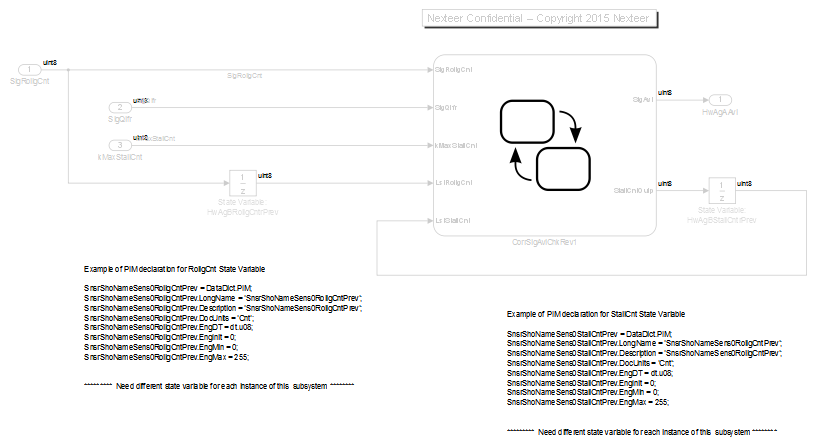 Nexteer Confidential – Copyright 2015 Nexteer
1
uint8
SigRollgCnt
SigRollgCnt
SigRollgCnt
2
uint8
SigQlfr
SigQlfr
3
uint8
kMaxStallCnt
kMaxStallCnt
1
z
uint8
LstRollgCnt
State Variable:
LstStallCnt
SigAvl
uint8
1
HwAgAAvl
StallCntOutp
uint8
1
z
uint8
State Variable:
CorrSigAvlChkRev1
Example of PIM declaration for RollgCnt State Variable
SnsrShoNameSens0RollgCntPrev = DataDict.PIM;
SnsrShoNameSens0RollgCntPrev.LongName = 'SnsrShoNameSens0RollgCntPrev';
SnsrShoNameSens0RollgCntPrev.Description = 'SnsrShoNameSens0RollgCntPrev';
SnsrShoNameSens0RollgCntPrev.DocUnits = 'Cnt';
SnsrShoNameSens0RollgCntPrev.EngDT = dt.u08;
SnsrShoNameSens0RollgCntPrev.EngInit = 0;
SnsrShoNameSens0RollgCntPrev.EngMin = 0;
SnsrShoNameSens0RollgCntPrev.EngMax = 255;
********* Need different state variable for each instance of this subsystem ********
Example of PIM declaration for StallCnt State Variable
SnsrShoNameSens0StallCntPrev = DataDict.PIM;
SnsrShoNameSens0StallCntPrev.LongName = 'SnsrShoNameSens0RollgCntPrev';
SnsrShoNameSens0StallCntPrev.Description = 'SnsrShoNameSens0RollgCntPrev';
SnsrShoNameSens0StallCntPrev.DocUnits = 'Cnt';
SnsrShoNameSens0StallCntPrev.EngDT = dt.u08;
SnsrShoNameSens0StallCntPrev.EngInit = 0;
SnsrShoNameSens0StallCntPrev.EngMin = 0;
SnsrShoNameSens0StallCntPrev.EngMax = 255;
********* Need different state variable for each instance of this subsystem ********